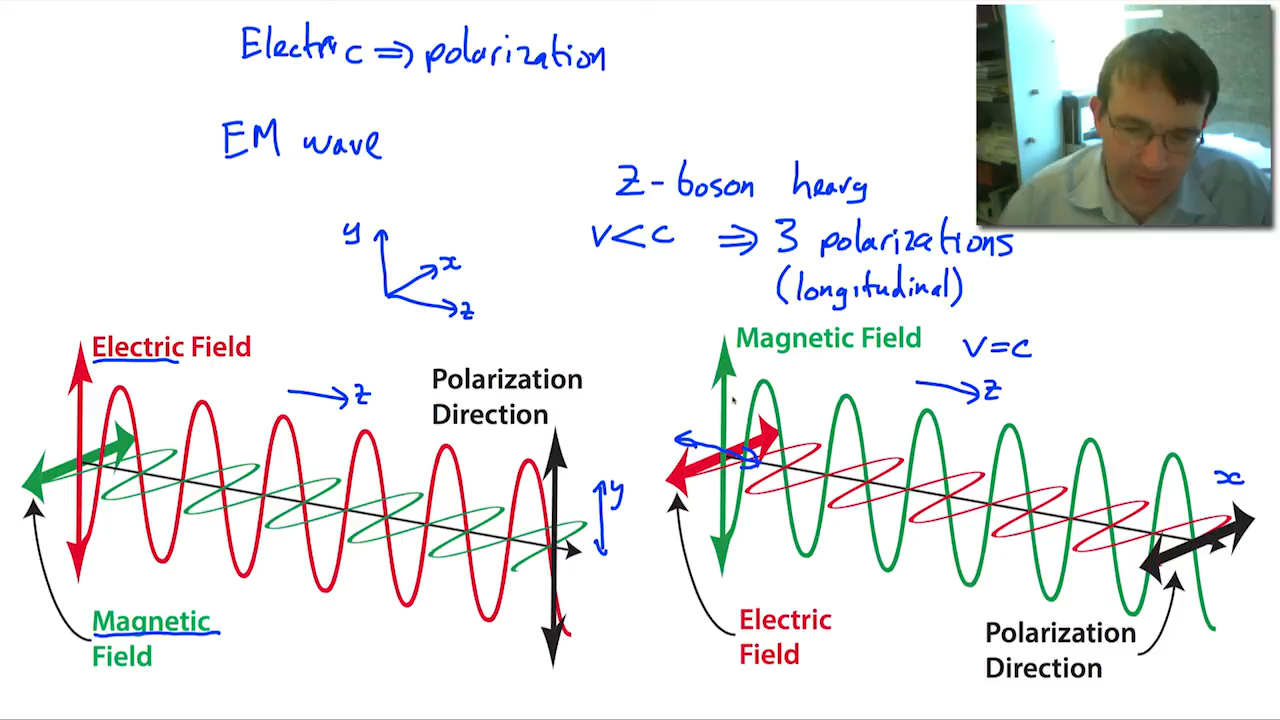 Electric ⇒ polarization
EM wave
Z-boson heavy
v<c ⇒ 3 polarizations
(longitudinal)
y
x
z
Electric Field
z
Polarization
Direction
y
Magnetic
Field
Magnetic Field
v=c
z
x
Electric
Field
Polarization
Direction